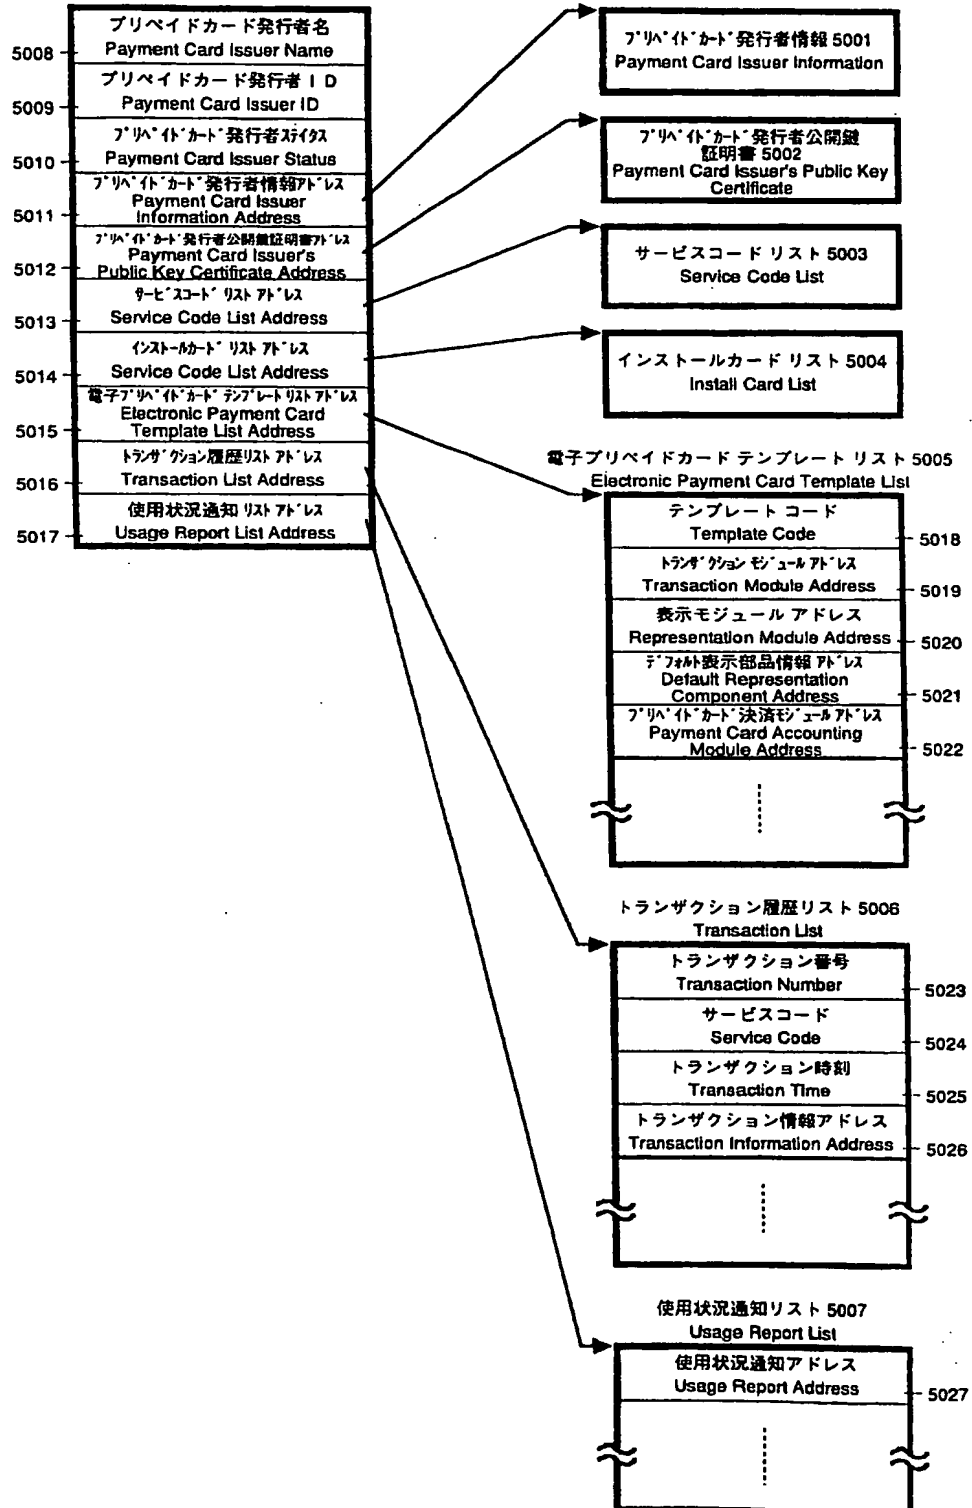 プリペイドカード発行者名
Payment Card Issuer Name
5008
プリペイドカード発行者ID
Payment Card Issuer ID
5009
プリペイドカード発行者ステイタス
Payment Card Issuer Status
5010
プリペイドカード発行者情報アドレス
Payment Card Issuer
Information Address
5011
プリペイドカード発行者公開鍵証明書アドレス
Payment Card Issuer's
Public Key Certificate Address
5012
サービスコード リスト アドレス
Service Code List Address
5013
インストールカード リスト アドレス
Service Code List Address
5014
電子プリペイドカード テンプレート リスト アドレス
Electronic Payment Card
Template List Address
5015
トランザクション履歴リスト アドレス
Transaction List Address
5016
使用状況通知 リスト アドレス
Usage Report List Address
5017
プリペイドカード発行者情報 5001
Payment Card Issuer Information
プリペイドカード発行者公開鍵
証明書 5002
Payment Card Issuer's Public Key
Certificate
サービスコード リスト 5003
Service Code List
インストールカード リスト 5004
Install Card List
電子プリペイドカード テンプレート リスト 5005
Electronic Payment Card Template List
テンプレート コード
Template Code
5018
トランザクション モジュール アドレス
Transaction Module Address
5019
表示モジュール アドレス
Representation Module Address
5020
デフォルト表示部品情報 アドレス
Default Representation
Component Address
5021
プリペイドカード決済モジュール アドレス
Payment Card Accounting
Module Address
5022
トランザクション履歴リスト 5006
Transaction List
トランザクション番号
Transaction Number
5023
サービスコード
Service Code
5024
トランザクション時刻
Transaction Time
5025
トランザクション情報アドレス
Transaction Information Address
5026
使用状況通知リスト 5007
Usage Report List
使用状況通知アドレス
Usage Report Address
5027